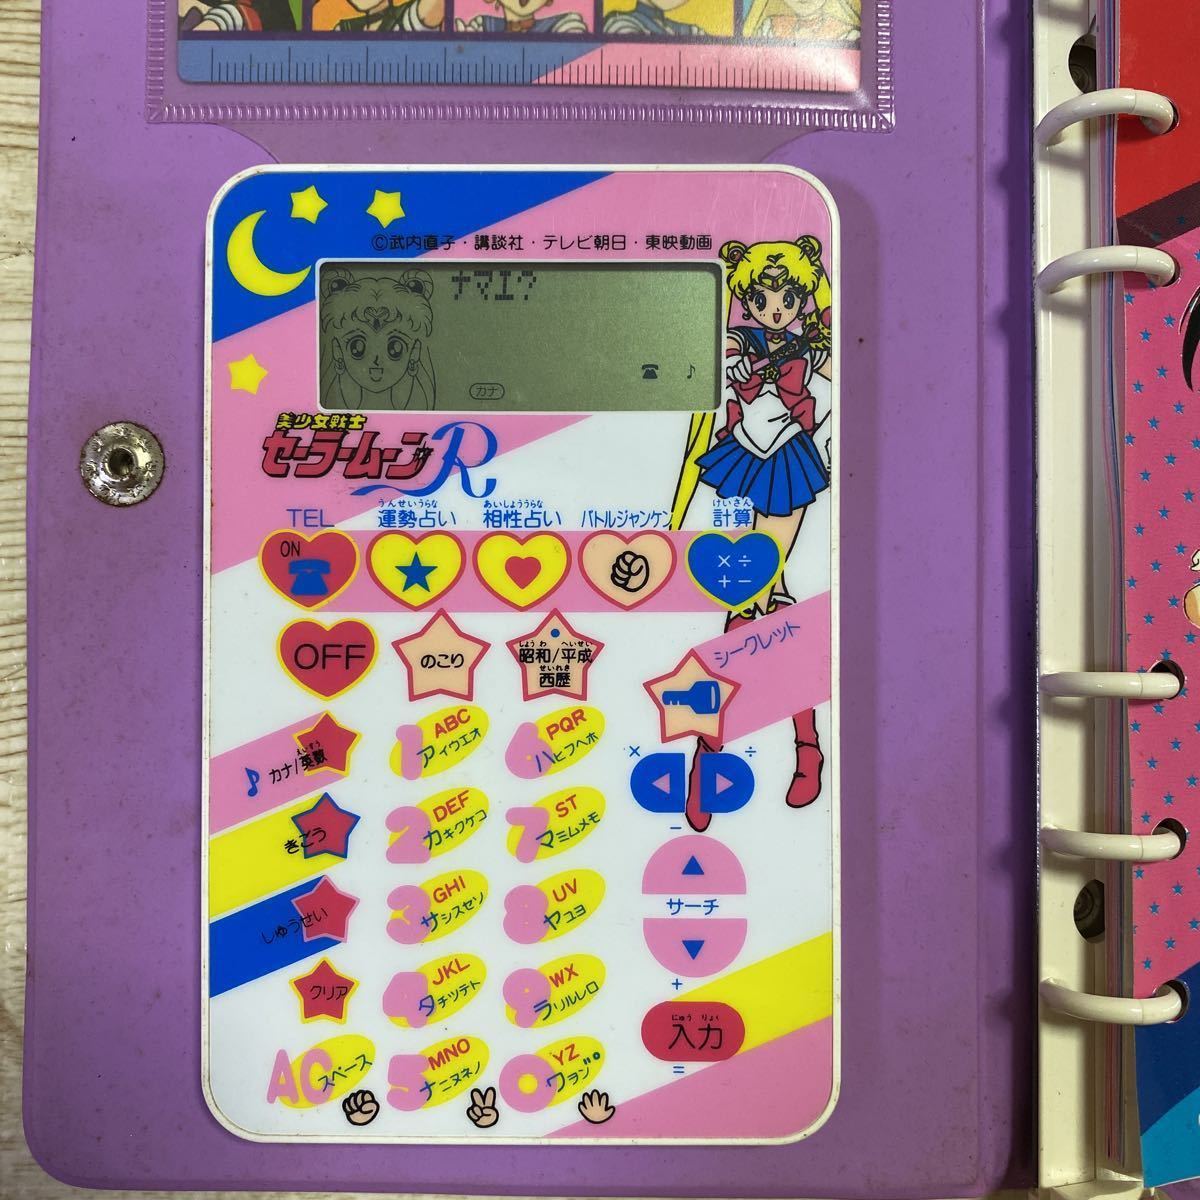 ©武内直子・講談社・テレビ朝日・東映動画
ナマエ?
カナ
美少女戦士
セーラームーンR
TEL
うんせいうらな
運勢占い
あいしょううらな
相性占い
バトルジャンケン
けいさん
計算
ON
× ÷
+ −
OFF
のこり
しょうわ へいせい
昭和/平成
せいれき
西歴
シークレット
えいすう
♪ カナ/英数
1 ABC
アイウエオ
6 PQR
ハヒフヘホ
× ÷
きごう
2 DEF
カキクケコ
7 ST
マミムメモ
−
サーチ
しゅうせい
3 GHI
サシスセソ
8 UV
ヤユヨ
+
クリア
4 JKL
タチツテト
9 WX
ラリルレロ
にゅうりょく
入力
=
AC スペース
5 MNO
ナニヌネノ
0 YZ
ワヲン゛゜